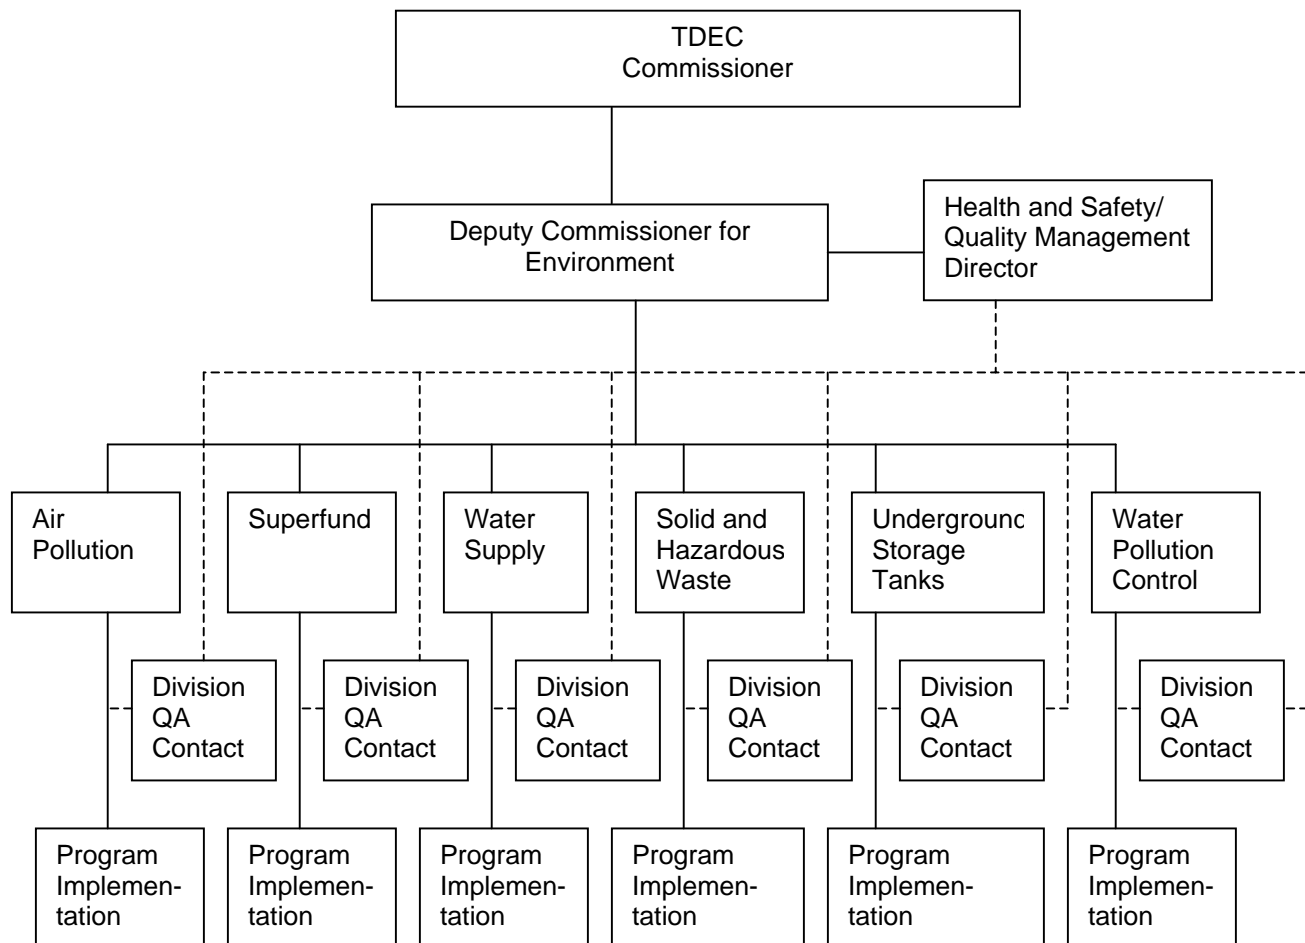 TDEC
Commissioner
Deputy Commissioner for
Environment
Health and Safety/
Quality Management
Director
Air
Pollution
Superfund
Water
Supply
Solid and
Hazardous
Waste
Underground
Storage
Tanks
Water
Pollution
Control
Division
QA
Contact
Division
QA
Contact
Division
QA
Contact
Division
QA
Contact
Division
QA
Contact
Division
QA
Contact
Program
Implemen-
tation
Program
Implemen-
tation
Program
Implemen-
tation
Program
Implemen-
tation
Program
Implemen-
tation
Program
Implemen-
tation